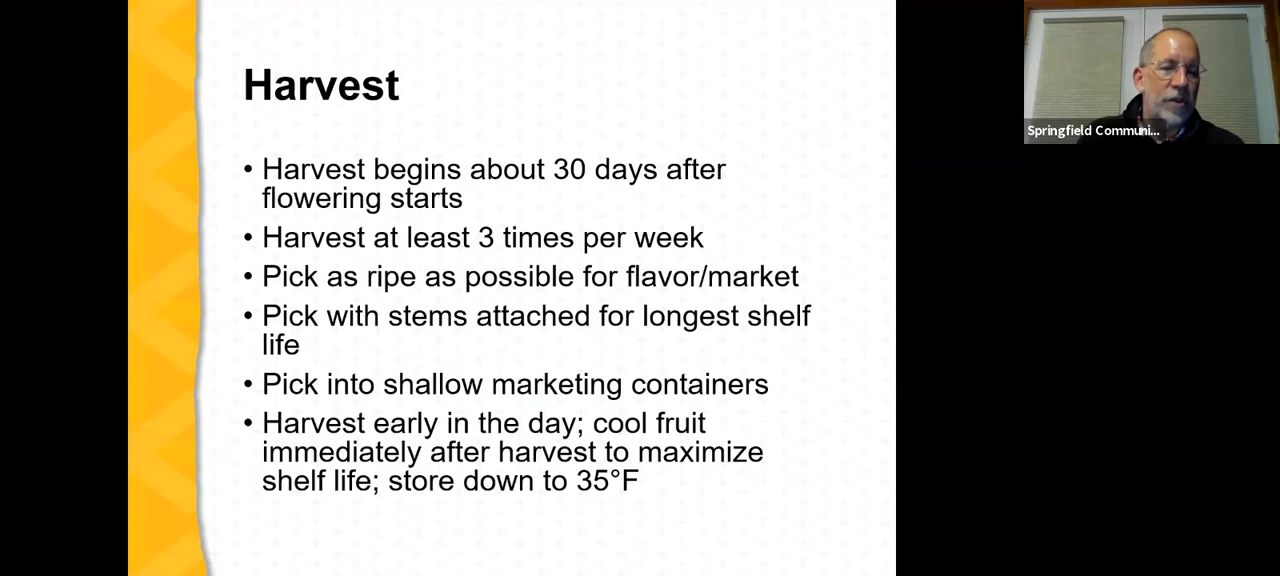 Harvest
• Harvest begins about 30 days after
flowering starts
• Harvest at least 3 times per week
• Pick as ripe as possible for flavor/market
• Pick with stems attached for longest shelf
life
• Pick into shallow marketing containers
• Harvest early in the day; cool fruit
immediately after harvest to maximize
shelf life; store down to 35°F
Springfield Communi...